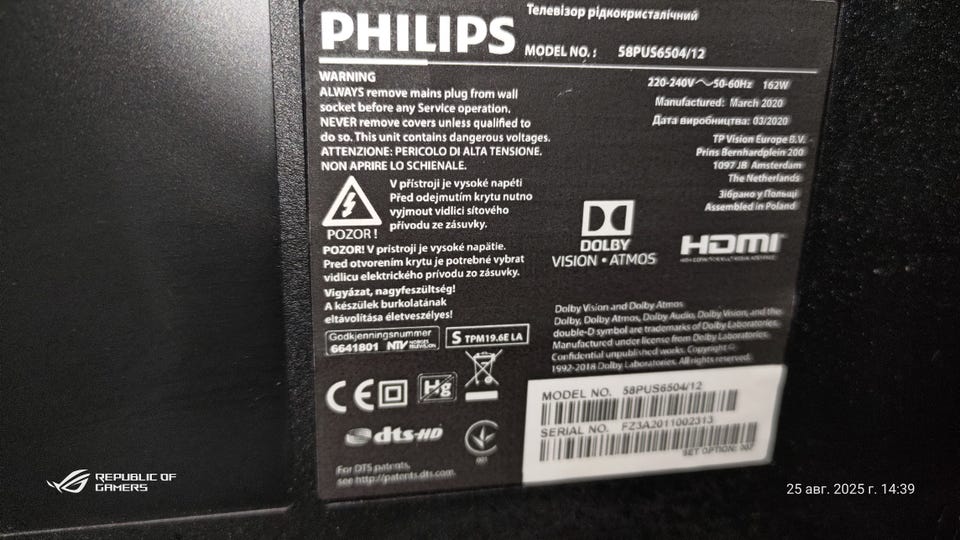 Телевізор рідкокристалічний
PHILIPS
MODEL NO. : 58PUS6504/12
WARNING
ALWAYS remove mains plug from wall
socket before any Service operation.
NEVER remove covers unless qualified to
do so. This unit contains dangerous voltages.
ATTENZIONE: PERICOLO DI ALTA TENSIONE.
NON APRIRE LO SCHIENALE.
220-240V～50-60Hz 162W
Manufactured: March 2020
Дата виробництва: 03/2020
TP Vision Europe B.V.
Prins Bernhardplein 200
1097 JB Amsterdam
The Netherlands
Зібрано у Польщі
Assembled in Poland
V přístroji je vysoké napětí
Před odejmutím krytu nutno
vyjmout vidlici síťového
přívodu ze zásuvky.
POZOR !
POZOR! V prístroji je vysoké napätie.
Pred otvorením krytu je potrebné vybrat
vidlicu elektrického prívodu zo zásuvky.
Vigyázat, nagyfeszültség!
A készülek burkolatának
eltávolítása életveszélyes!
DOLBY
VISION • ATMOS
HDMI
Godkjenningsnummer
6641801 NTV NORGES TELEVISION
S TPM19.6E LA
Dolby Vision and Dolby Atmos
Dolby, Dolby Atmos, Dolby Audio, Dolby Vision, and the
double-D symbol are trademarks of Dolby Laboratories.
Manufactured under license from Dolby Laboratories.
Confidential unpublished works. Copyright ©
1992-2018 Dolby Laboratories. All rights reserved.
CE
Hg
dts-HD
001
For DTS patents,
see http://patents.dts.com.
MODEL NO. 58PUS6504/12
SERIAL NO. FZ3A2011002313
SET OPTION: 007
REPUBLIC OF
GAMERS
25 авг. 2025 г. 14:39